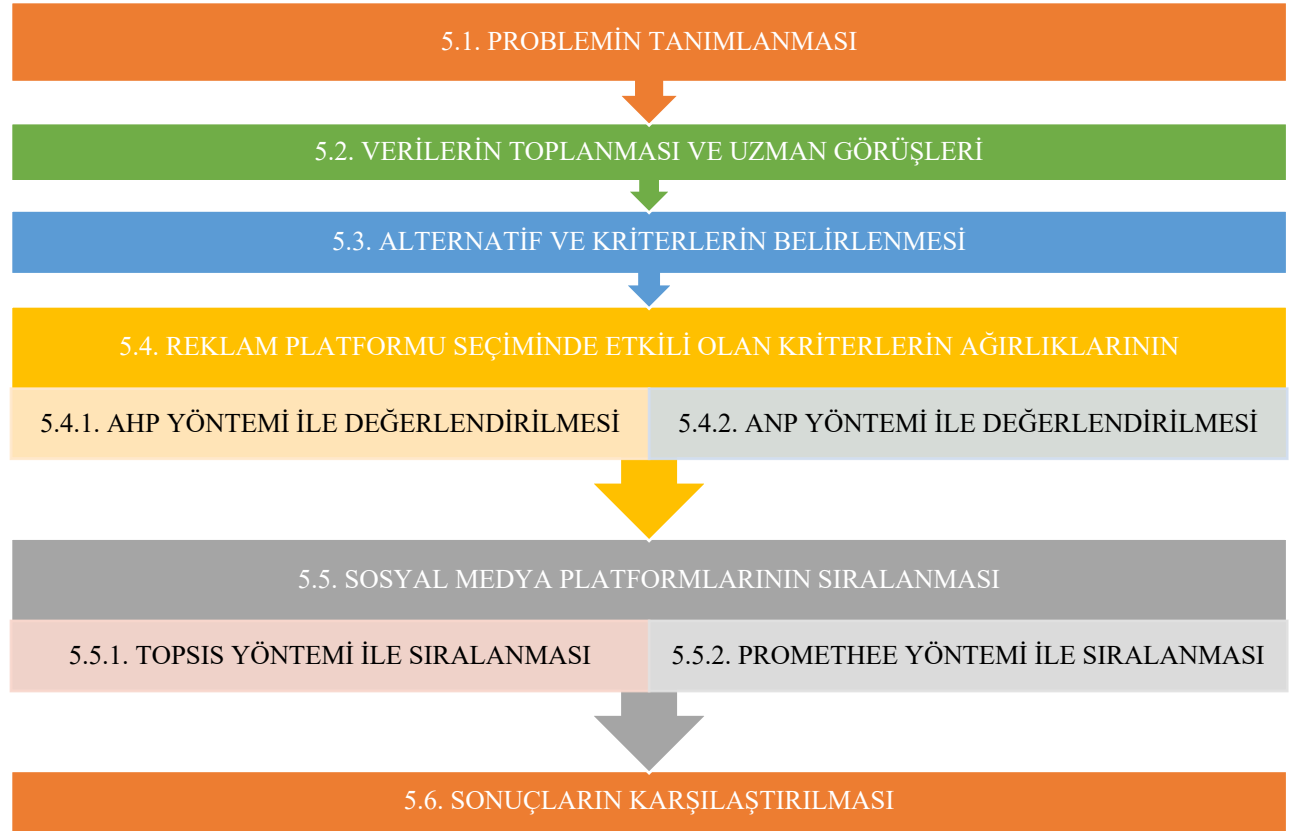 5.1. PROBLEMİN TANIMLANMASI
5.2. VERİLERİN TOPLANMASI VE UZMAN GÖRÜŞLERİ
5.3. ALTERNATİF VE KRİTERLERİN BELİRLENMESİ
5.4. REKLAM PLATFORMU SEÇİMİNDE ETKİLİ OLAN KRİTERLERİN AĞIRLIKLARININ
5.4.1. AHP YÖNTEMİ İLE DEĞERLENDİRİLMESİ
5.4.2. ANP YÖNTEMİ İLE DEĞERLENDİRİLMESİ
5.5. SOSYAL MEDYA PLATFORMLARININ SIRALANMASI
5.5.1. TOPSIS YÖNTEMİ İLE SIRALANMASI
5.5.2. PROMETHEE YÖNTEMİ İLE SIRALANMASI
5.6. SONUÇLARIN KARŞILAŞTIRILMASI